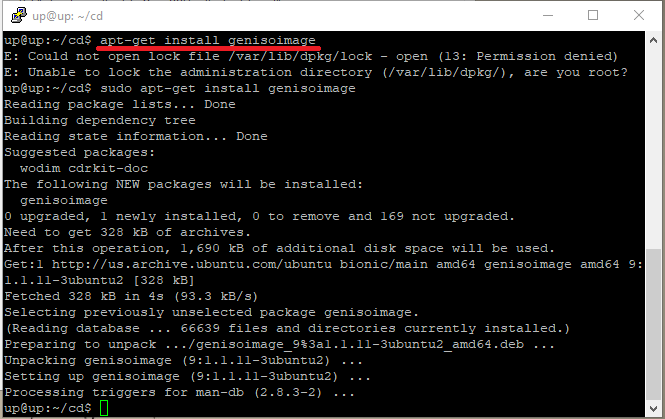 up@up: ~/cd
up@up:~/cd$ apt-get install genisoimage
E: Could not open lock file /var/lib/dpkg/lock - open (13: Permission denied)
E: Unable to lock the administration directory (/var/lib/dpkg/), are you root?
up@up:~/cd$ sudo apt-get install genisoimage
Reading package lists... Done
Building dependency tree
Reading state information... Done
Suggested packages:
  wodim cdrkit-doc
The following NEW packages will be installed:
  genisoimage
0 upgraded, 1 newly installed, 0 to remove and 169 not upgraded.
Need to get 328 kB of archives.
After this operation, 1,690 kB of additional disk space will be used.
Get:1 http://us.archive.ubuntu.com/ubuntu bionic/main amd64 genisoimage amd64 9:
1.1.11-3ubuntu2 [328 kB]
Fetched 328 kB in 4s (93.3 kB/s)
Selecting previously unselected package genisoimage.
(Reading database ... 66639 files and directories currently installed.)
Preparing to unpack .../genisoimage_9%3a1.1.11-3ubuntu2_amd64.deb ...
Unpacking genisoimage (9:1.1.11-3ubuntu2) ...
Setting up genisoimage (9:1.1.11-3ubuntu2) ...
Processing triggers for man-db (2.8.3-2) ...
up@up:~/cd$